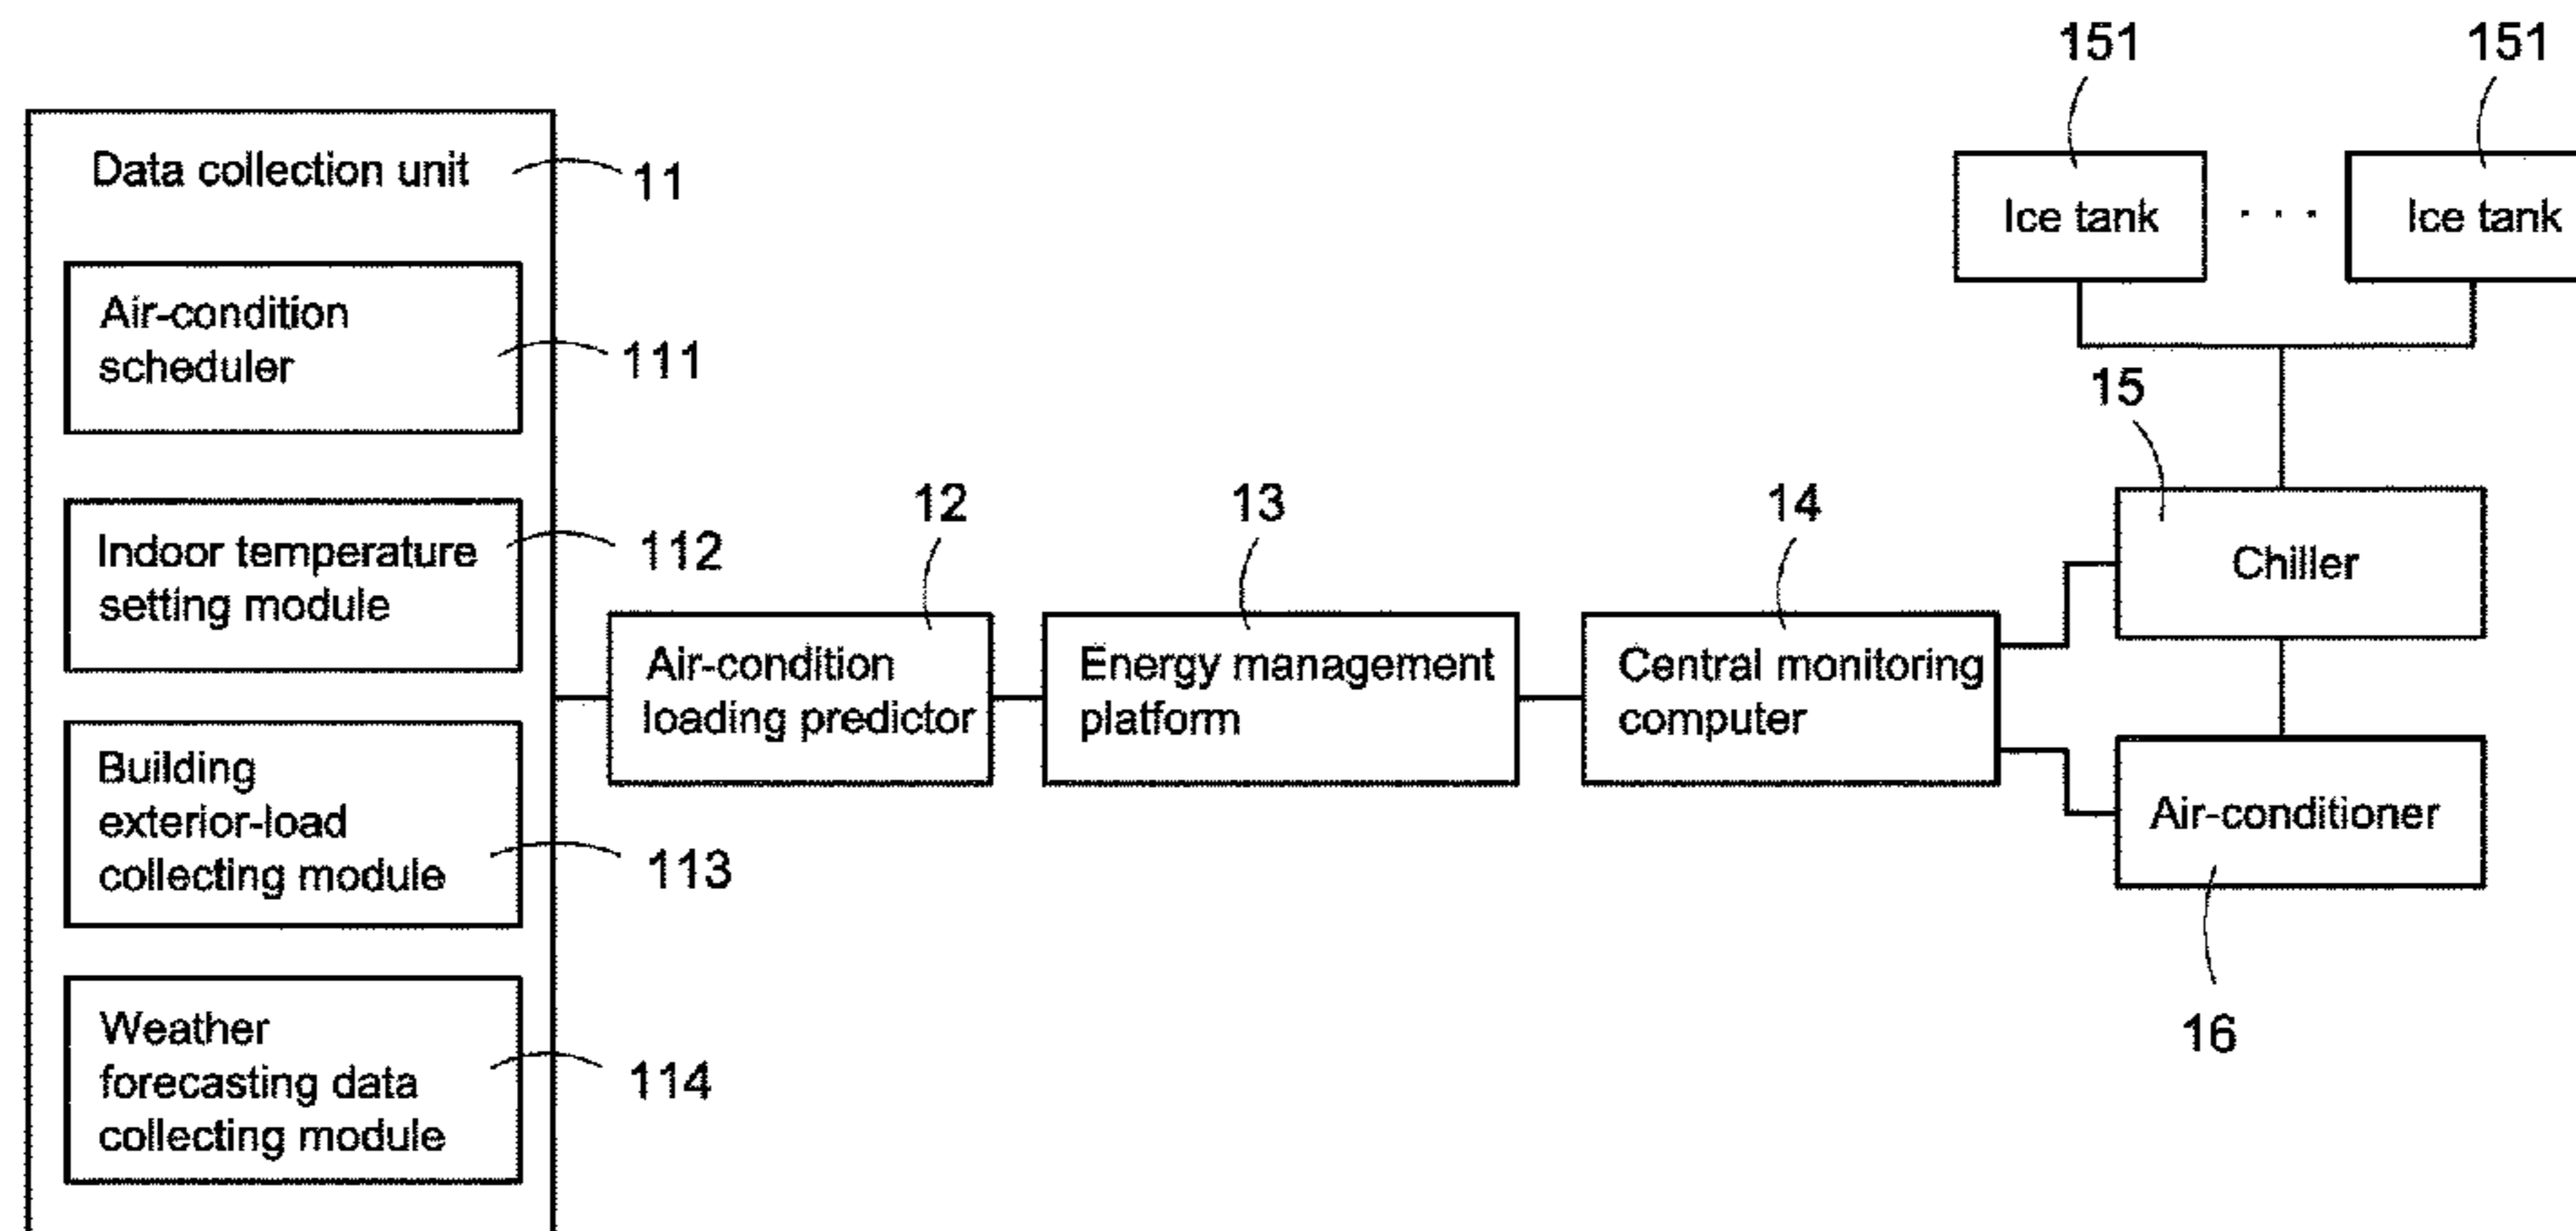 151
151
Data collection unit
11
Ice tank
. . .
Ice tank
Air-condition
scheduler
111
15
Indoor temperature
setting module
112
12
13
14
Chiller
Air-condition
loading predictor
Energy management
platform
Central monitoring
computer
Building
exterior-load
collecting module
113
Air-conditioner
16
Weather
forecasting data
collecting module
114